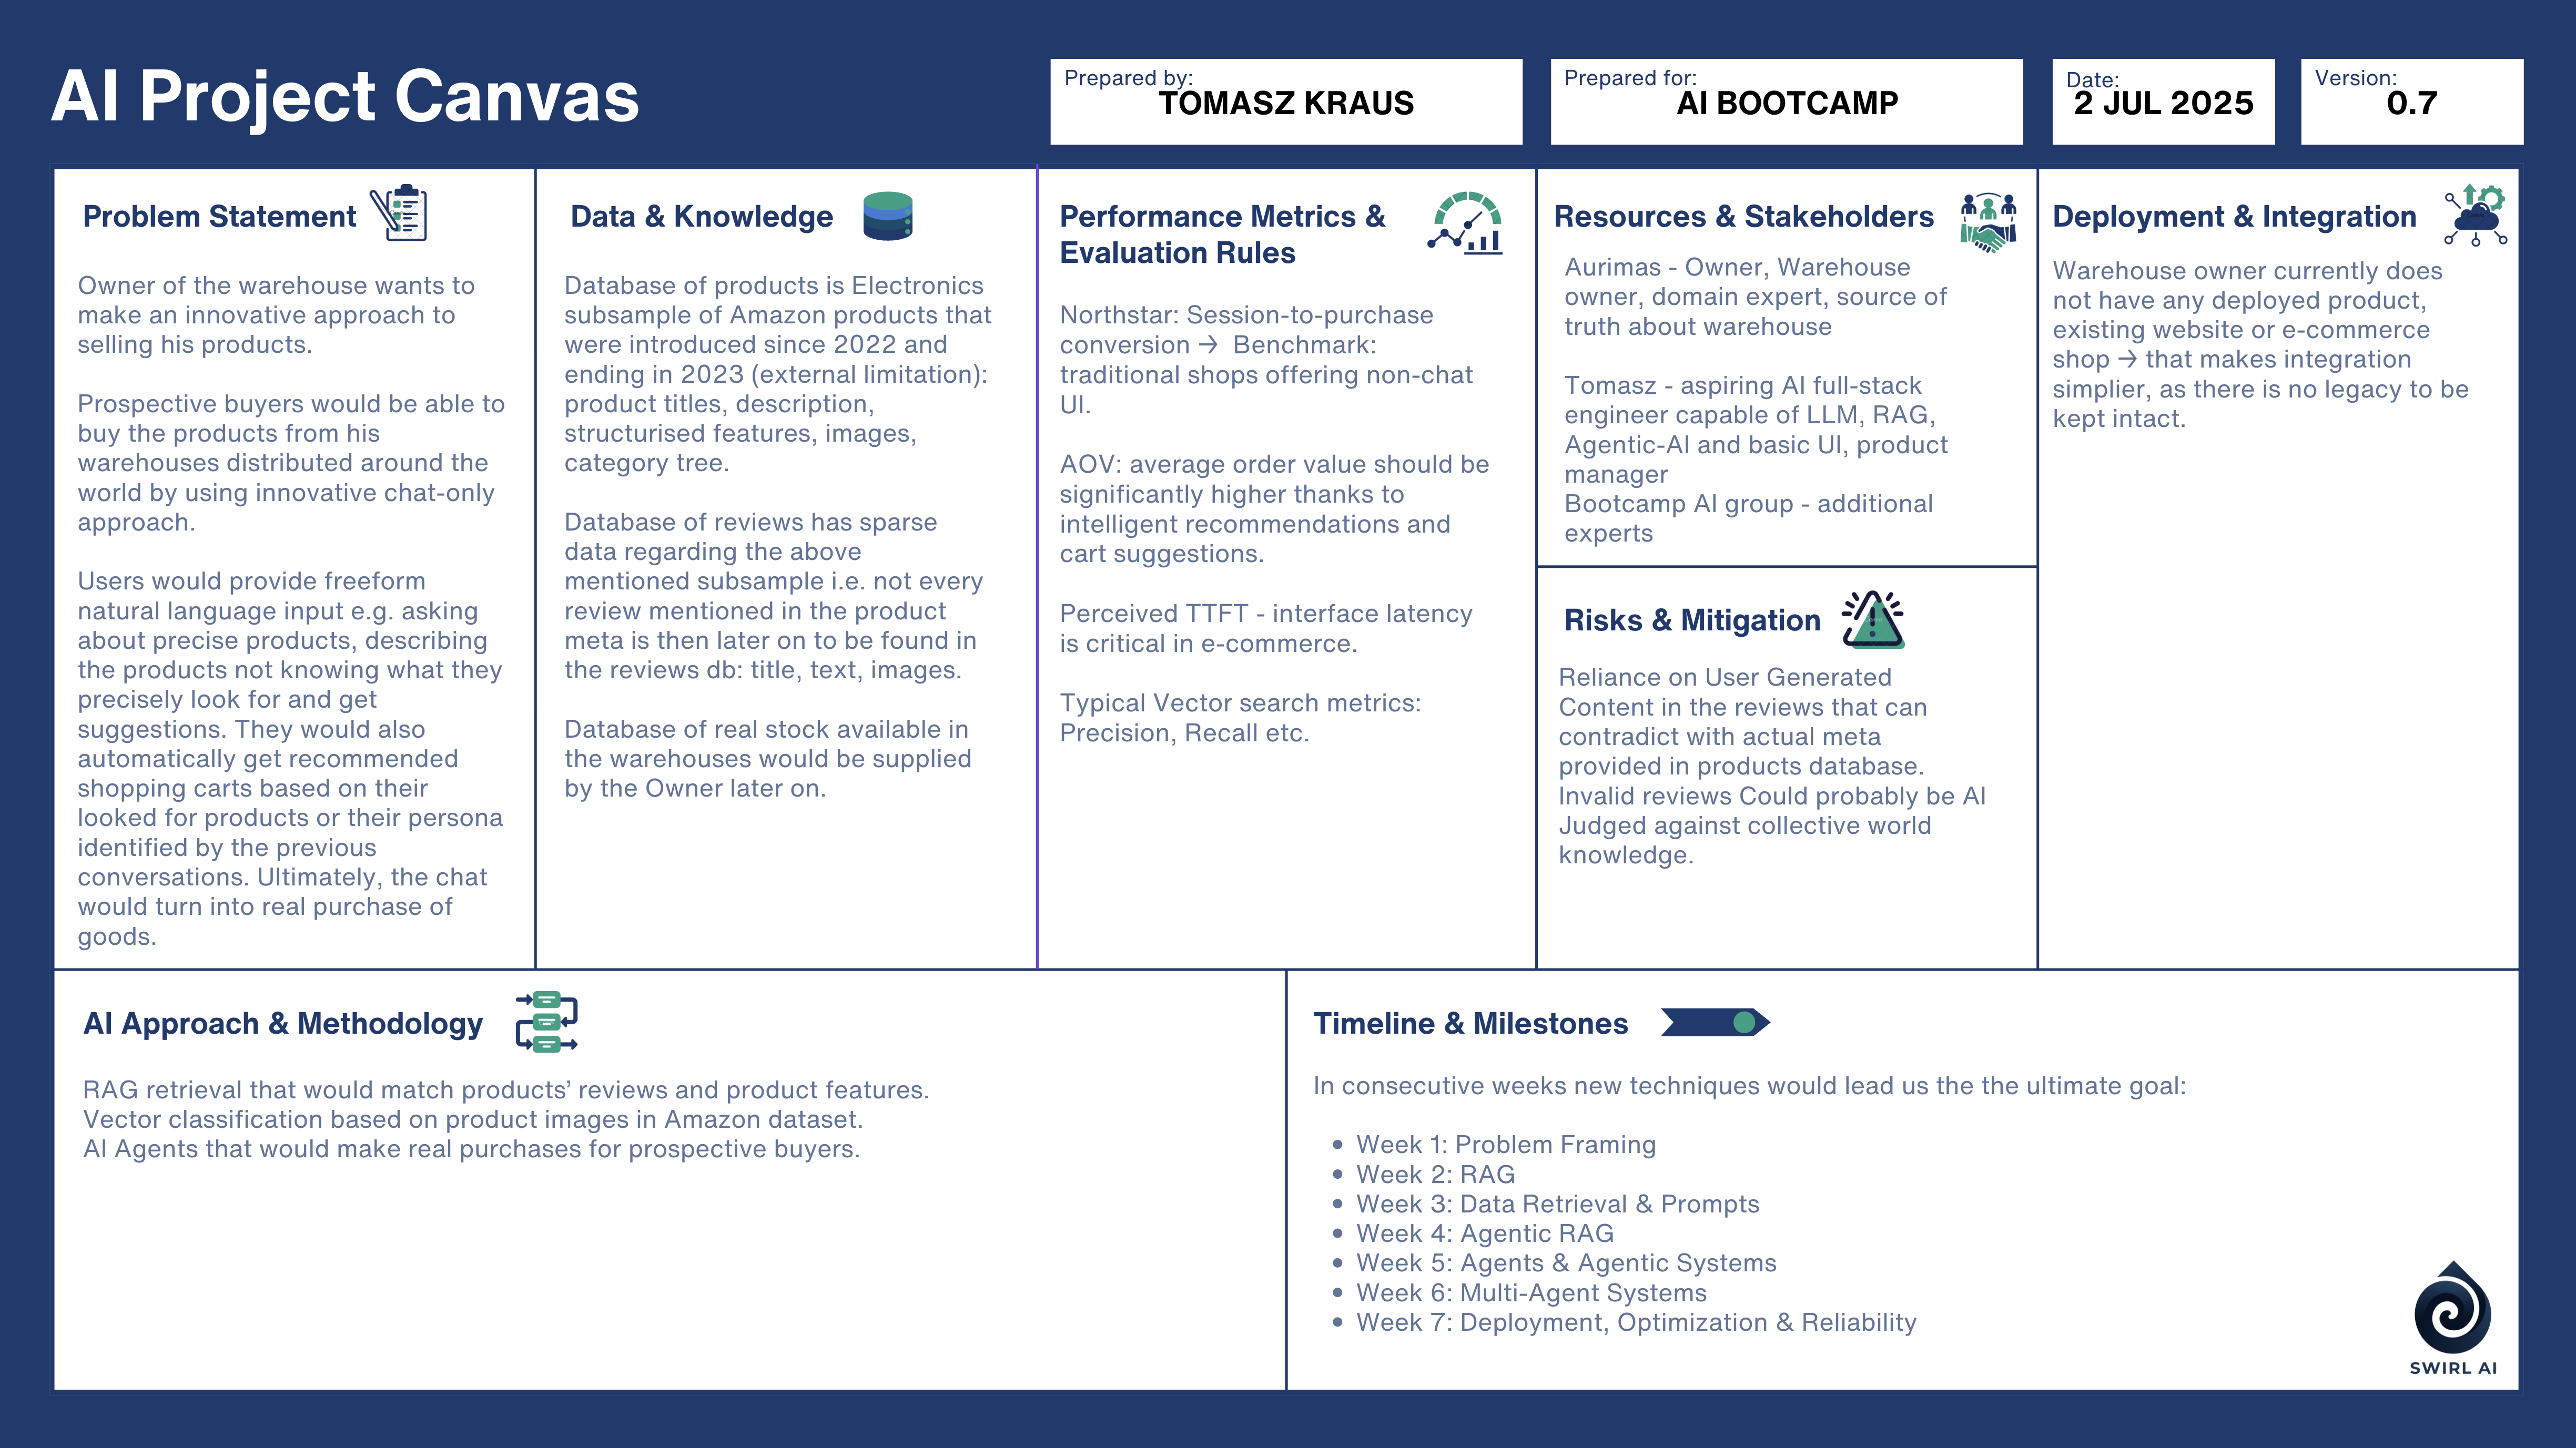 AI Project Canvas
Prepared by:
TOMASZ KRAUS
Prepared for:
AI BOOTCAMP
Date:
2 JUL 2025
Version:
0.7
Problem Statement
Owner of the warehouse wants to
make an innovative approach to
selling his products.
Prospective buyers would be able to
buy the products from his
warehouses distributed around the
world by using innovative chat-only
approach.
Users would provide freeform
natural language input e.g. asking
about precise products, describing
the products not knowing what they
precisely look for and get
suggestions. They would also
automatically get recommended
shopping carts based on their
looked for products or their persona
identified by the previous
conversations. Ultimately, the chat
would turn into real purchase of
goods.
Data & Knowledge
Database of products is Electronics
subsample of Amazon products that
were introduced since 2022 and
ending in 2023 (external limitation):
product titles, description,
structurised features, images,
category tree.
Database of reviews has sparse
data regarding the above
mentioned subsample i.e. not every
review mentioned in the product
meta is then later on to be found in
the reviews db: title, text, images.
Database of real stock available in
the warehouses would be supplied
by the Owner later on.
Performance Metrics &
Evaluation Rules
Northstar: Session-to-purchase
conversion → Benchmark:
traditional shops offering non-chat
UI.
AOV: average order value should be
significantly higher thanks to
intelligent recommendations and
cart suggestions.
Perceived TTFT - interface latency
is critical in e-commerce.
Typical Vector search metrics:
Precision, Recall etc.
Resources & Stakeholders
Aurimas - Owner, Warehouse
owner, domain expert, source of
truth about warehouse
Tomasz - aspiring AI full-stack
engineer capable of LLM, RAG,
Agentic-AI and basic UI, product
manager
Bootcamp AI group - additional
experts
Risks & Mitigation
Reliance on User Generated
Content in the reviews that can
contradict with actual meta
provided in products database.
Invalid reviews Could probably be AI
Judged against collective world
knowledge.
Deployment & Integration
Warehouse owner currently does
not have any deployed product,
existing website or e-commerce
shop → that makes integration
simplier, as there is no legacy to be
kept intact.
AI Approach & Methodology
RAG retrieval that would match products’ reviews and product features.
Vector classification based on product images in Amazon dataset.
AI Agents that would make real purchases for prospective buyers.
Timeline & Milestones
In consecutive weeks new techniques would lead us the the ultimate goal:
• Week 1: Problem Framing
• Week 2: RAG
• Week 3: Data Retrieval & Prompts
• Week 4: Agentic RAG
• Week 5: Agents & Agentic Systems
• Week 6: Multi-Agent Systems
• Week 7: Deployment, Optimization & Reliability
SWIRL AI